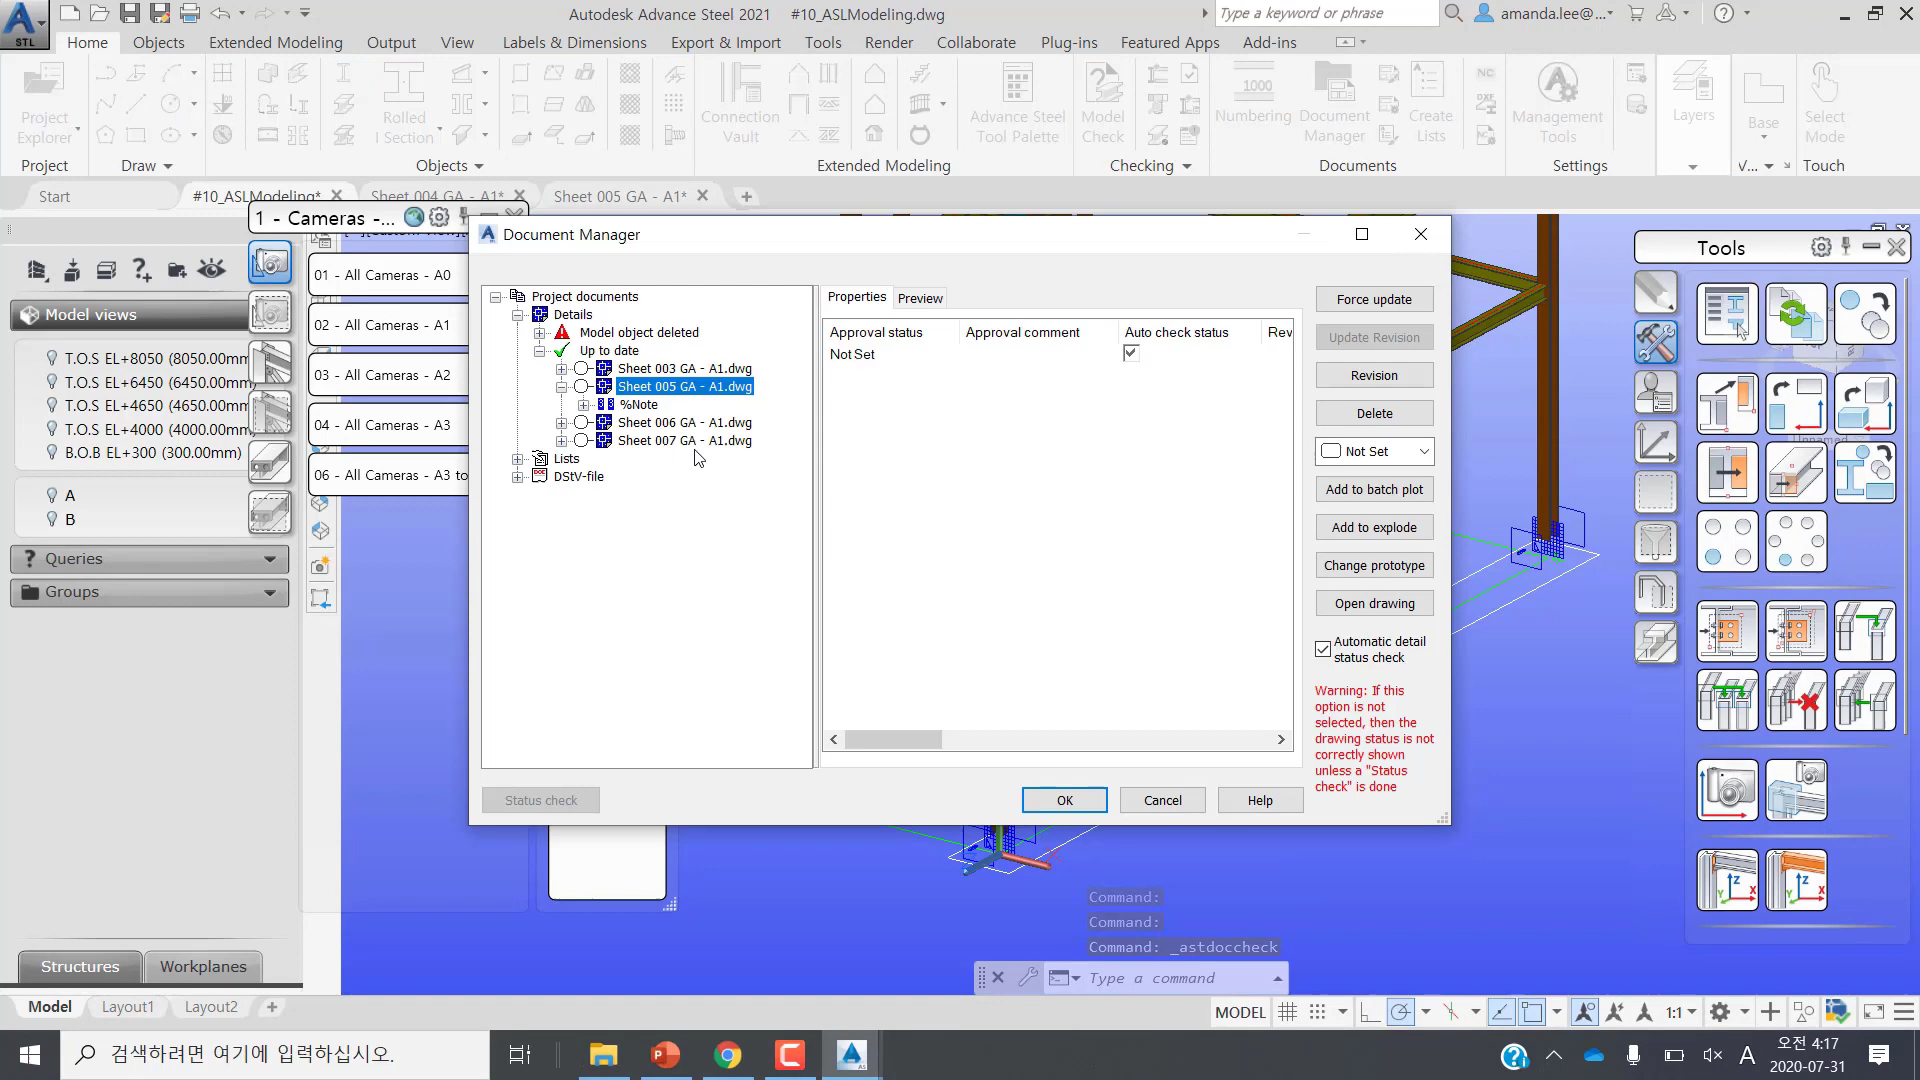 Autodesk Advance Steel 2021 #10_ASLModeling.dwg
Type a keyword or phrase
amanda.lee@...
STL
Home Objects Extended Modeling Output View Labels & Dimensions Export & Import Tools Render Collaborate Plug-ins Featured Apps Add-ins
Project Explorer
Rolled I Section
Connection Vault
Advance Steel Tool Palette
Model Check
1000
Numbering
Document Manager
Create Lists
NC
DXF
Management Tools
Layers
Base
Select Mode
Project Draw Objects Extended Modeling Checking Documents Settings V... Touch
Start #10_ASLModeling* Sheet 004 GA - A1* Sheet 005 GA - A1*
1 - Cameras -...
Model views
T.O.S EL+8050 (8050.00mm
T.O.S EL+6450 (6450.00mm
T.O.S EL+4650 (4650.00mm
T.O.S EL+4000 (4000.00mm)
B.O.B EL+300 (300.00mm)
A
B
Queries
Groups
Structures Workplanes
01 - All Cameras - A0
02 - All Cameras - A1
03 - All Cameras - A2
04 - All Cameras - A3
06 - All Cameras - A3 to
Document Manager
Project documents
Details
Model object deleted
Up to date
Sheet 003 GA - A1.dwg
Sheet 005 GA - A1.dwg
%Note
Sheet 006 GA - A1.dwg
Sheet 007 GA - A1.dwg
Lists
DStV-file
Properties Preview
Approval status Approval comment Auto check status Rev
Not Set
Force update
Update Revision
Revision
Delete
Not Set
Add to batch plot
Add to explode
Change prototype
Open drawing
Automatic detail
status check
Warning: If this
option is not
selected, then the
drawing status is not
correctly shown
unless a "Status
check" is done
Status check OK Cancel Help
Tools
Unnamed
Command:
Command:
Command: _astdoccheck
Type a command
Model Layout1 Layout2
MODEL 1:1
검색하려면 여기에 입력하십시오.
A
오전 4:17
2020-07-31